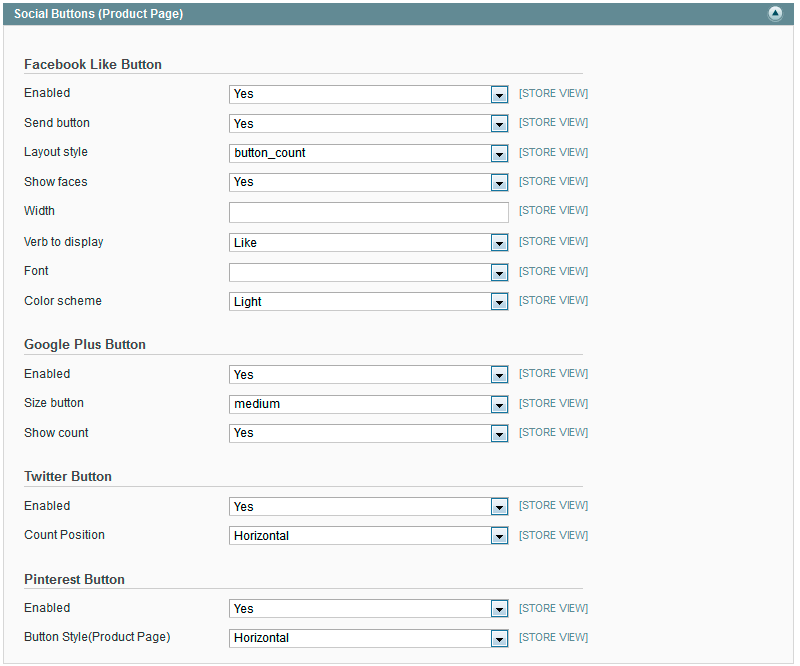 Social Buttons (Product Page)
Facebook Like Button
Enabled Yes [STORE VIEW]
Send button Yes [STORE VIEW]
Layout style button_count [STORE VIEW]
Show faces Yes [STORE VIEW]
Width [STORE VIEW]
Verb to display Like [STORE VIEW]
Font [STORE VIEW]
Color scheme Light [STORE VIEW]
Google Plus Button
Enabled Yes [STORE VIEW]
Size button medium [STORE VIEW]
Show count Yes [STORE VIEW]
Twitter Button
Enabled Yes [STORE VIEW]
Count Position Horizontal [STORE VIEW]
Pinterest Button
Enabled Yes [STORE VIEW]
Button Style(Product Page) Horizontal [STORE VIEW]